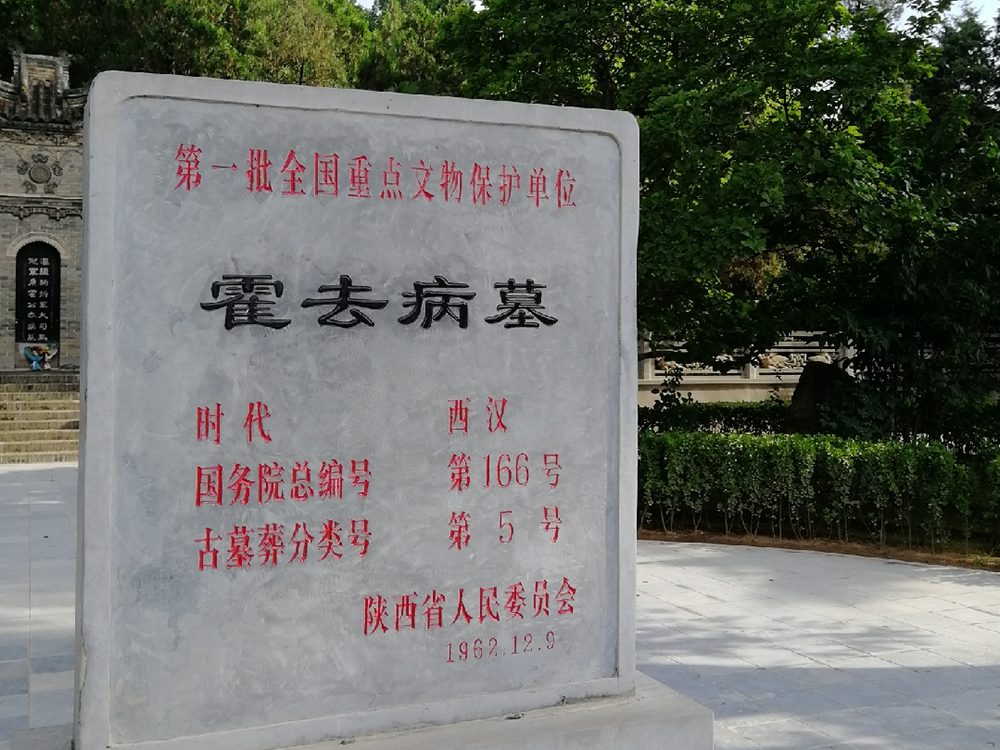 第一批全国重点文物保护单位
霍去病墓
时代 西汉
国务院总编号 第166号
古墓葬分类号 第 5 号
陕西省人民委员会
1962.12.9